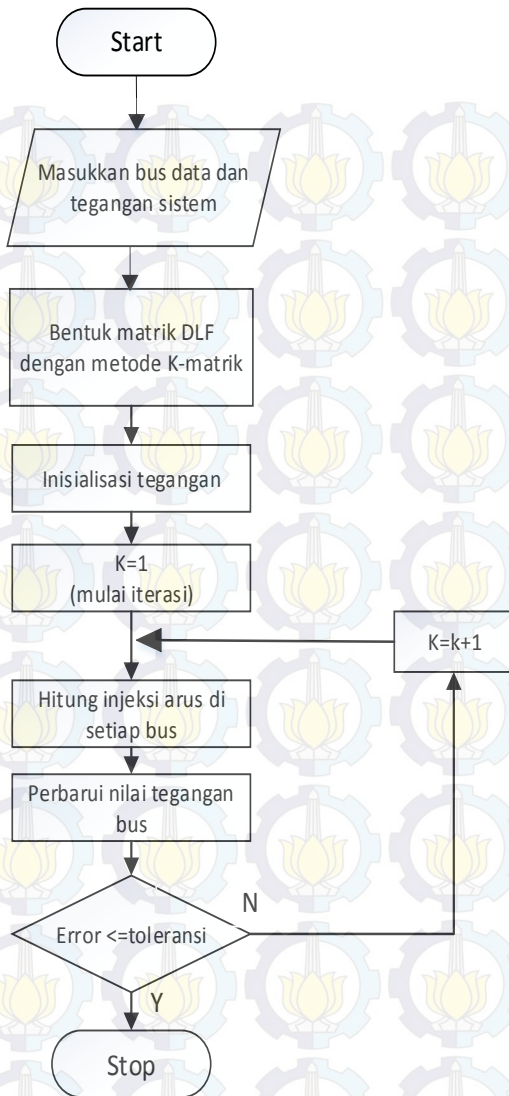 Start
Masukkan bus data dan
tegangan sistem
Bentuk matrik DLF
dengan metode K-matrik
Inisialisasi tegangan
K=1
(mulai iterasi)
K=k+1
Hitung injeksi arus di
setiap bus
Perbarui nilai tegangan
bus
N
Error <=toleransi
Y
Stop